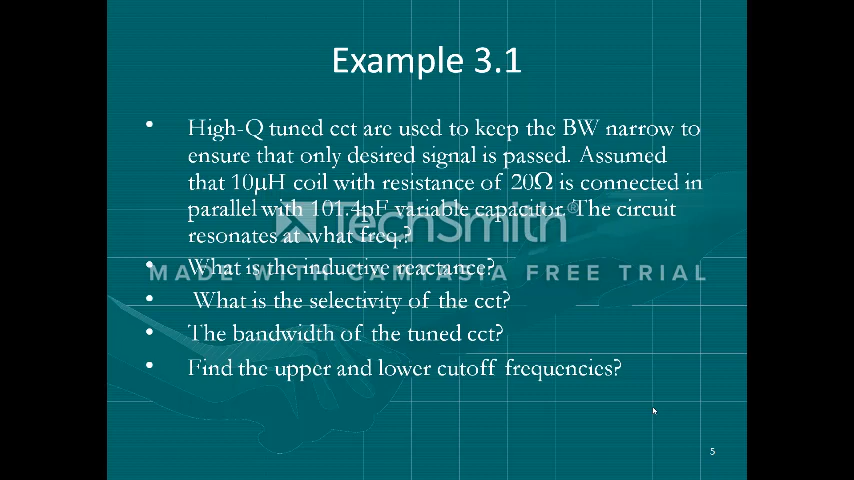 Example 3.1
• High-Q tuned cct are used to keep the BW narrow to
ensure that only desired signal is passed. Assumed
that 10µH coil with resistance of 20Ω is connected in
parallel with 101.4pF variable capacitor. The circuit
resonates at what freq.?
TechSmith®
• What is the inductive reactance?
MADE WITH CAMTASIA FREE TRIAL
• What is the selectivity of the cct?
• The bandwidth of the tuned cct?
• Find the upper and lower cutoff frequencies?
5